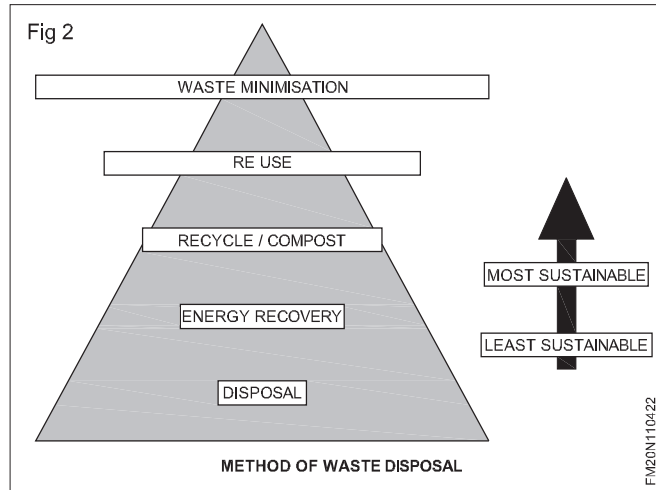 Fig 2
WASTE MINIMISATION
RE USE
RECYCLE / COMPOST
ENERGY RECOVERY
DISPOSAL
MOST SUSTAINABLE
LEAST SUSTAINABLE
METHOD OF WASTE DISPOSAL
FM20N110422